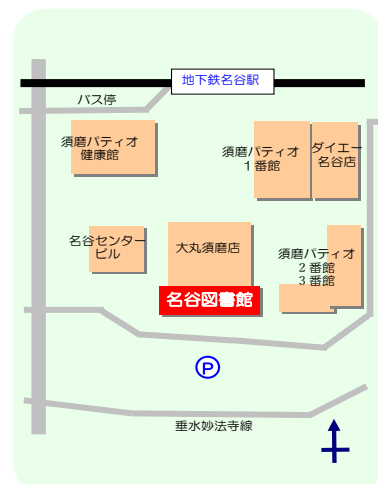 地下鉄名谷駅
バス停
須磨パティオ
健康館
須磨パティオ
1番館
ダイエー
名谷店
名谷センター
ビル
大丸須磨店
須磨パティオ
2番館
3番館
名谷図書館
P
垂水妙法寺線